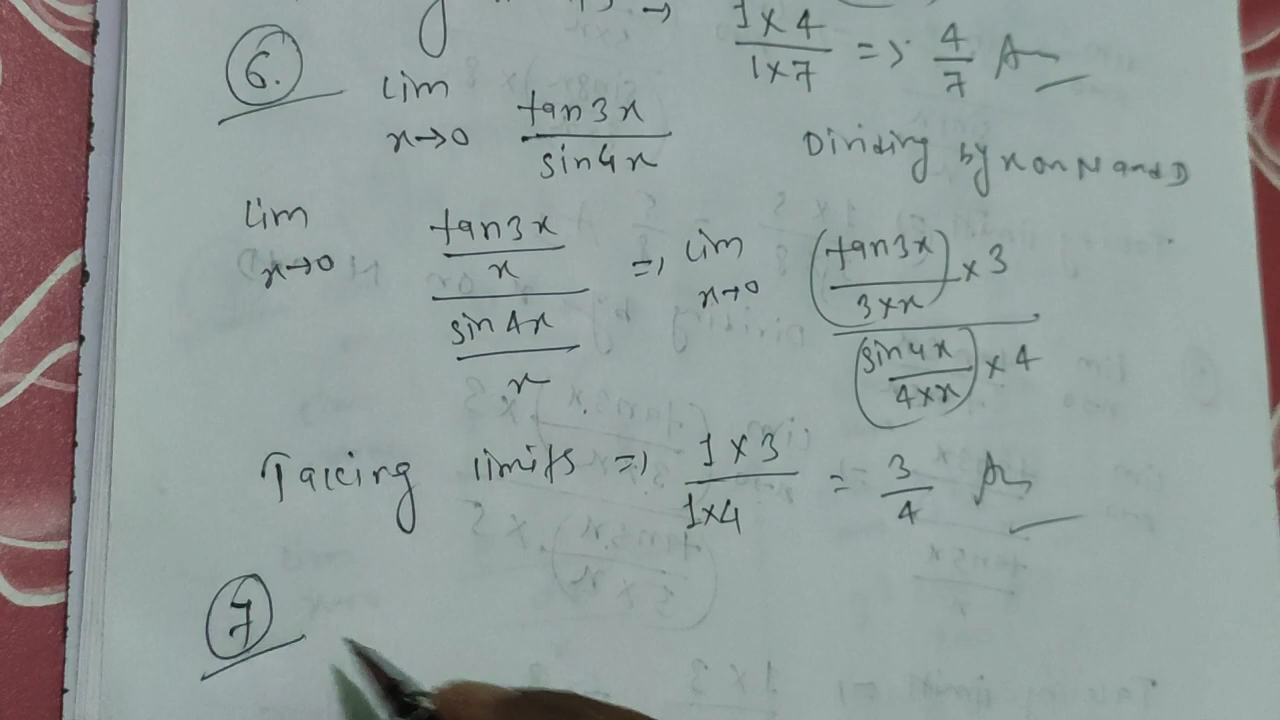 1×4 / 1×7 => 4/7 Ans
6. lim x→0 tan3x / sin4x Dividing by x on N and D
lim x→0 (tan3x / x) / (sin4x / x) => lim x→0 ((tan3x / 3×x) × 3) / ((sin4x / 4×x) × 4)
Taking limits => 1×3 / 1×4 = 3/4 Ans
7